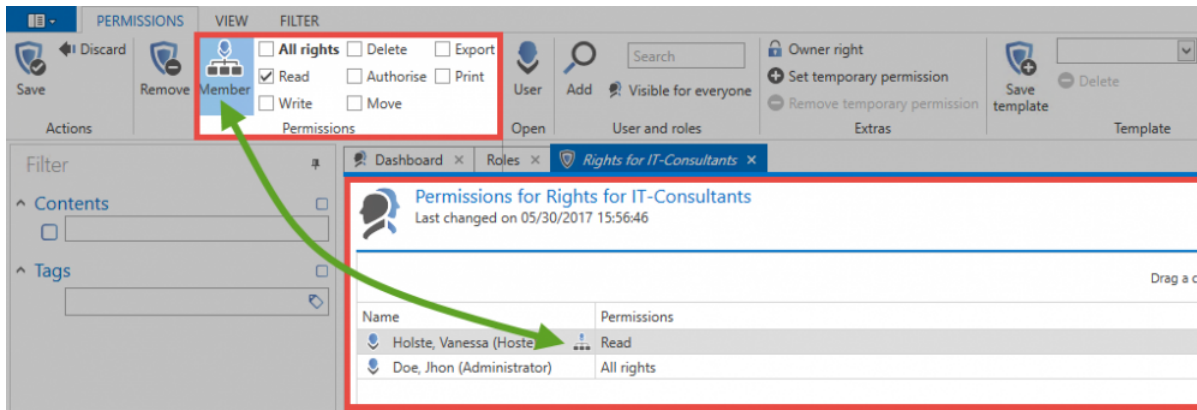 PERMISSIONS VIEW FILTER
Discard
Save
Remove
Member
All rights Delete Export
Read Authorise Print
Write Move
User
Add
Search
Visible for everyone
Owner right
Set temporary permission
Remove temporary permission
Save template
Delete
Actions Permissions Open User and roles Extras Template
Filter
Contents
Tags
Dashboard Roles Rights for IT-Consultants
Permissions for Rights for IT-Consultants
Last changed on 05/30/2017 15:56:46
Drag a c
Name Permissions
Holste, Vanessa (Hoste Read
Doe, Jhon (Administrator) All rights